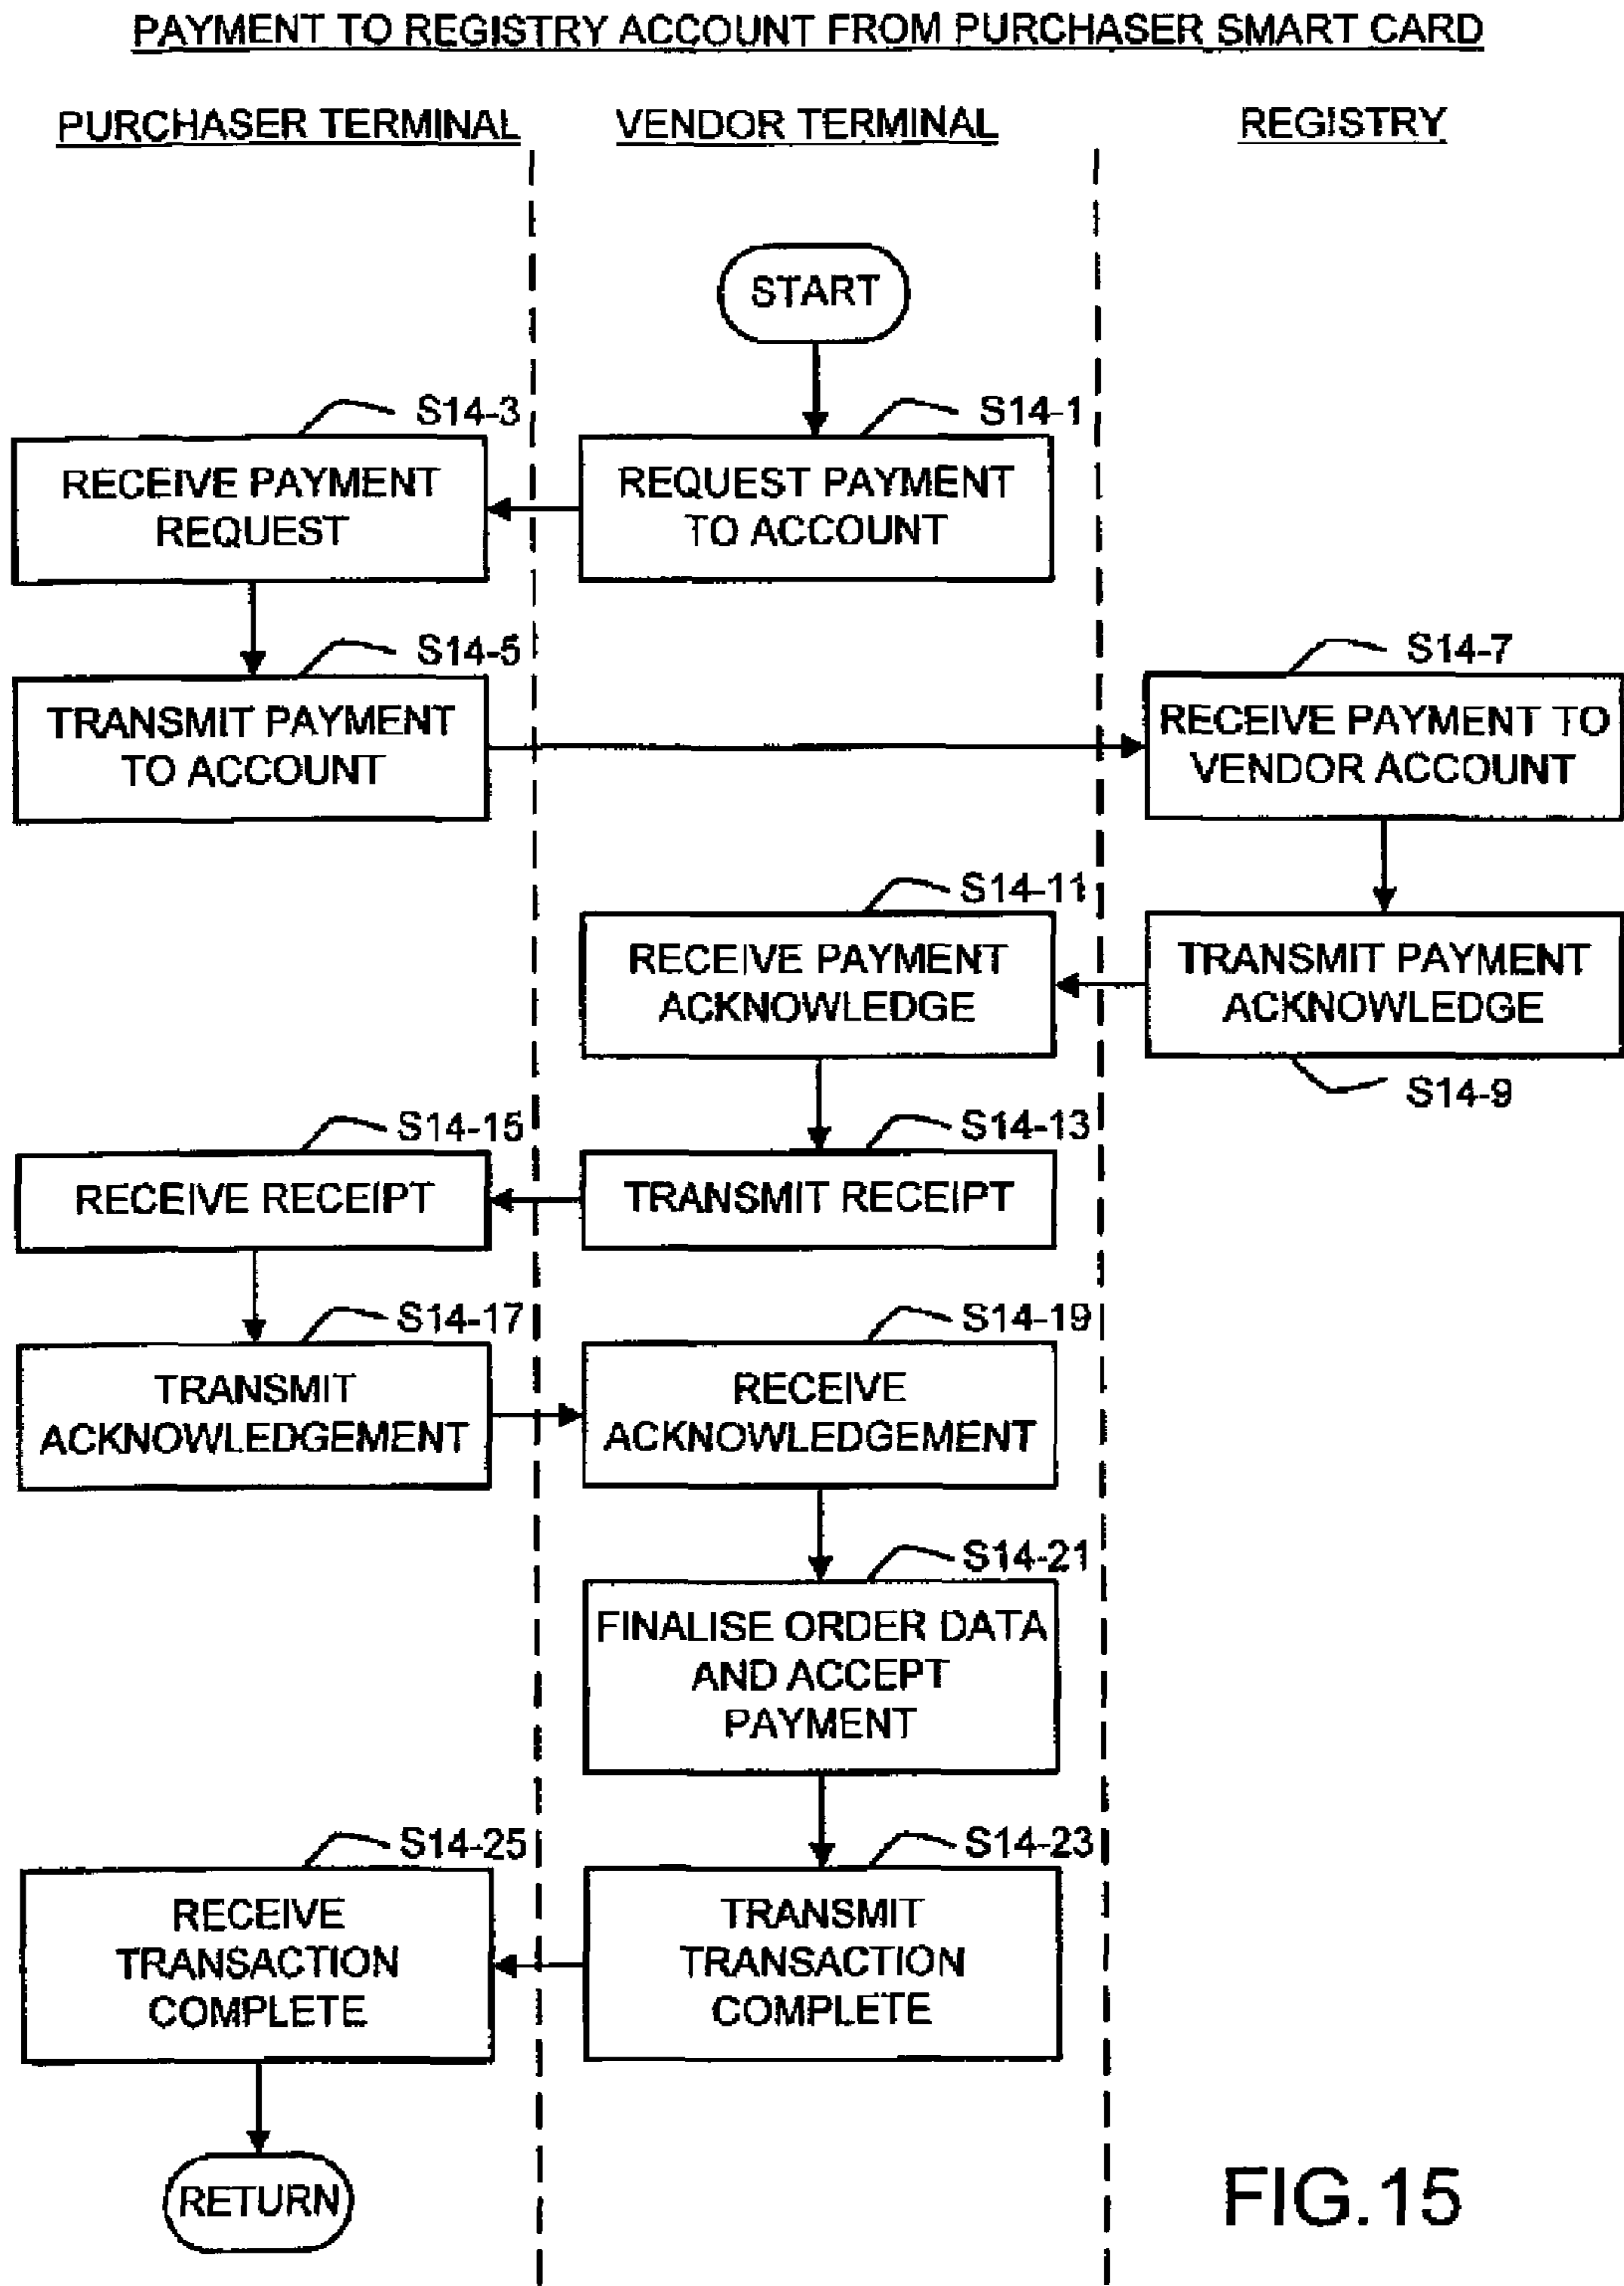 PAYMENT TO REGISTRY ACCOUNT FROM PURCHASER SMART CARD
PURCHASER TERMINAL
VENDOR TERMINAL
REGISTRY
START
S14-3
S14-1
RECEIVE PAYMENT
REQUEST
REQUEST PAYMENT
TO ACCOUNT
S14-5
S14-7
TRANSMIT PAYMENT
TO ACCOUNT
RECEIVE PAYMENT TO
VENDOR ACCOUNT
S14-11
RECEIVE PAYMENT
ACKNOWLEDGE
TRANSMIT PAYMENT
ACKNOWLEDGE
S14-9
S14-15
S14-13
RECEIVE RECEIPT
TRANSMIT RECEIPT
S14-17
S14-19
TRANSMIT
ACKNOWLEDGEMENT
RECEIVE
ACKNOWLEDGEMENT
S14-21
FINALISE ORDER DATA
AND ACCEPT
PAYMENT
S14-25
S14-23
RECEIVE
TRANSACTION
COMPLETE
TRANSMIT
TRANSACTION
COMPLETE
RETURN
FIG.15